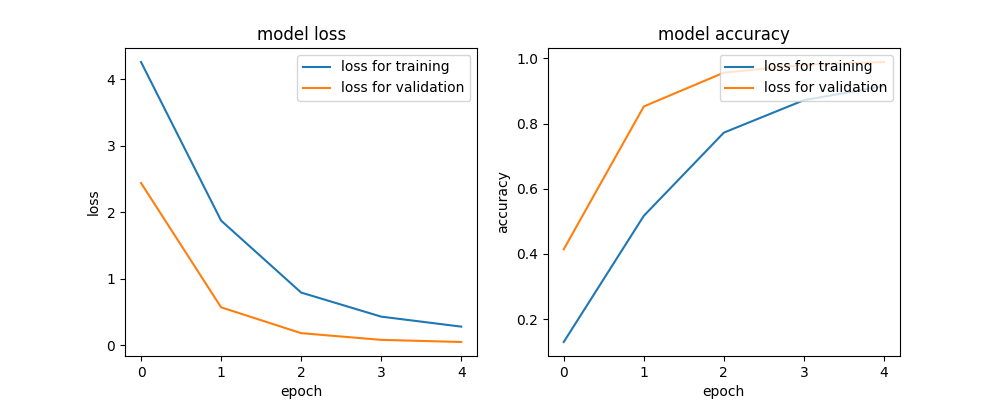 model loss
loss for training
loss for validation
4
3
2
1
0
loss
0 1 2 3 4
epoch
model accuracy
loss for training
loss for validation
1.0
0.8
0.6
0.4
0.2
accuracy
0 1 2 3 4
epoch